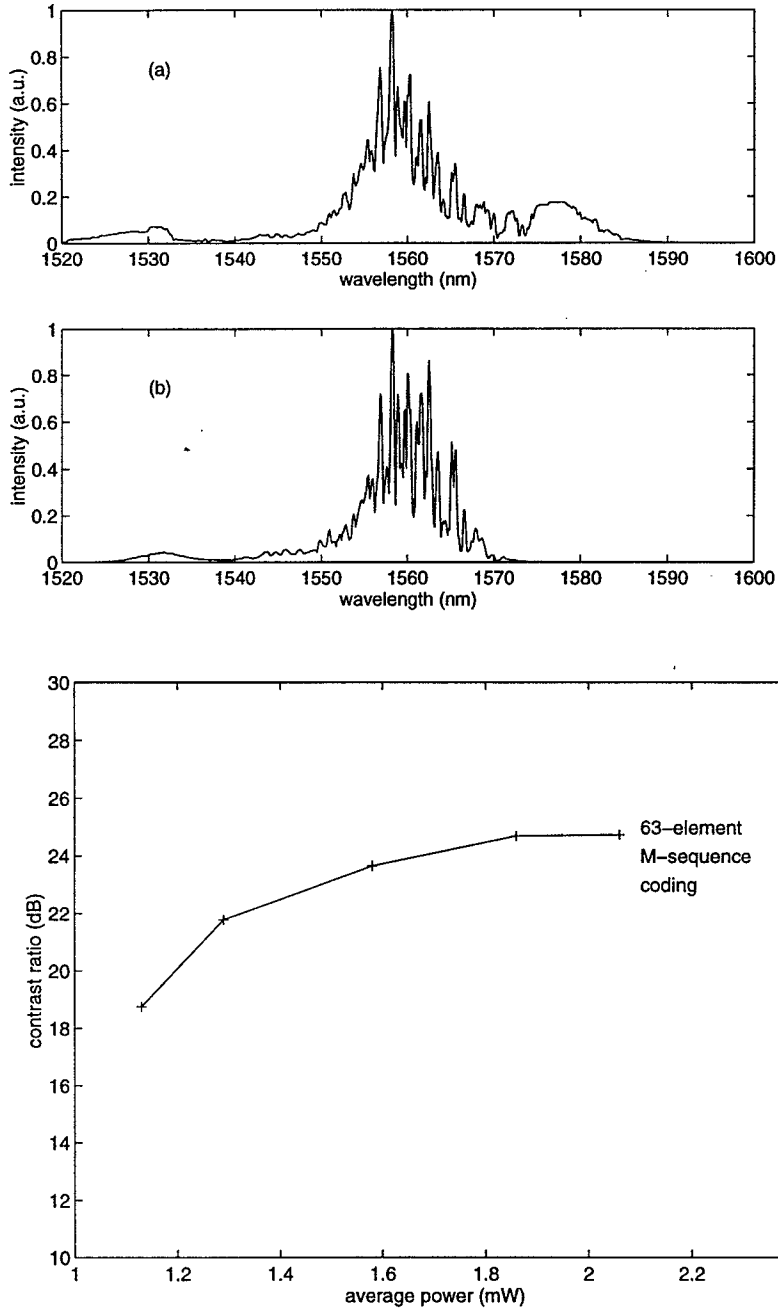 1
0.8
0.6
0.4
0.2
0
intensity (a.u.)
(a)
1520 1530 1540 1550 1560 1570 1580 1590 1600
wavelength (nm)
1
0.8
0.6
0.4
0.2
0
intensity (a.u.)
(b)
1520 1530 1540 1550 1560 1570 1580 1590 1600
wavelength (nm)
30
28
26
24
22
20
18
16
14
12
10
contrast ratio (dB)
63–element
M–sequence
coding
1 1.2 1.4 1.6 1.8 2 2.2
average power (mW)